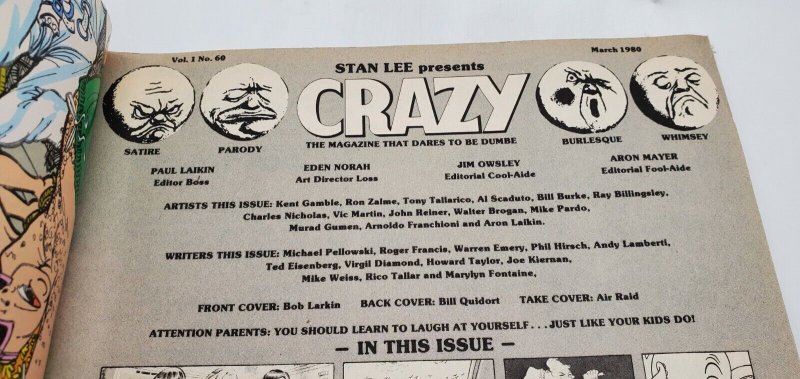 Vol. 1 No. 60
March 1980
STAN LEE presents
CRAZY
THE MAGAZINE THAT DARES TO BE DUMBE
SATIRE
PARODY
BURLESQUE
WHIMSEY
PAUL LAIKIN
Editor Boss
EDEN NORAH
Art Director Loss
JIM OWSLEY
Editorial Cool-Aide
ARON MAYER
Editorial Fool-Aide
ARTISTS THIS ISSUE: Kent Gamble, Ron Zalme, Tony Tallarico, Al Scaduto, Bill Burke, Ray Billingsley,
Charles Nicholas, Vic Martin, John Reiner, Walter Brogan, Mike Pardo,
Murad Gumen, Arnoldo Franchioni and Aron Laikin.
WRITERS THIS ISSUE: Michael Pellowski, Roger Francis, Warren Emery, Phil Hirsch, Andy Lamberti,
Ted Eisenberg, Virgil Diamond, Howard Taylor, Joe Kiernan,
Mike Weiss, Rico Tallar and Marylyn Fontaine,
FRONT COVER: Bob Larkin BACK COVER: Bill Quidort TAKE COVER: Air Raid
ATTENTION PARENTS: YOU SHOULD LEARN TO LAUGH AT YOURSELF...JUST LIKE YOUR KIDS DO!
— IN THIS ISSUE —